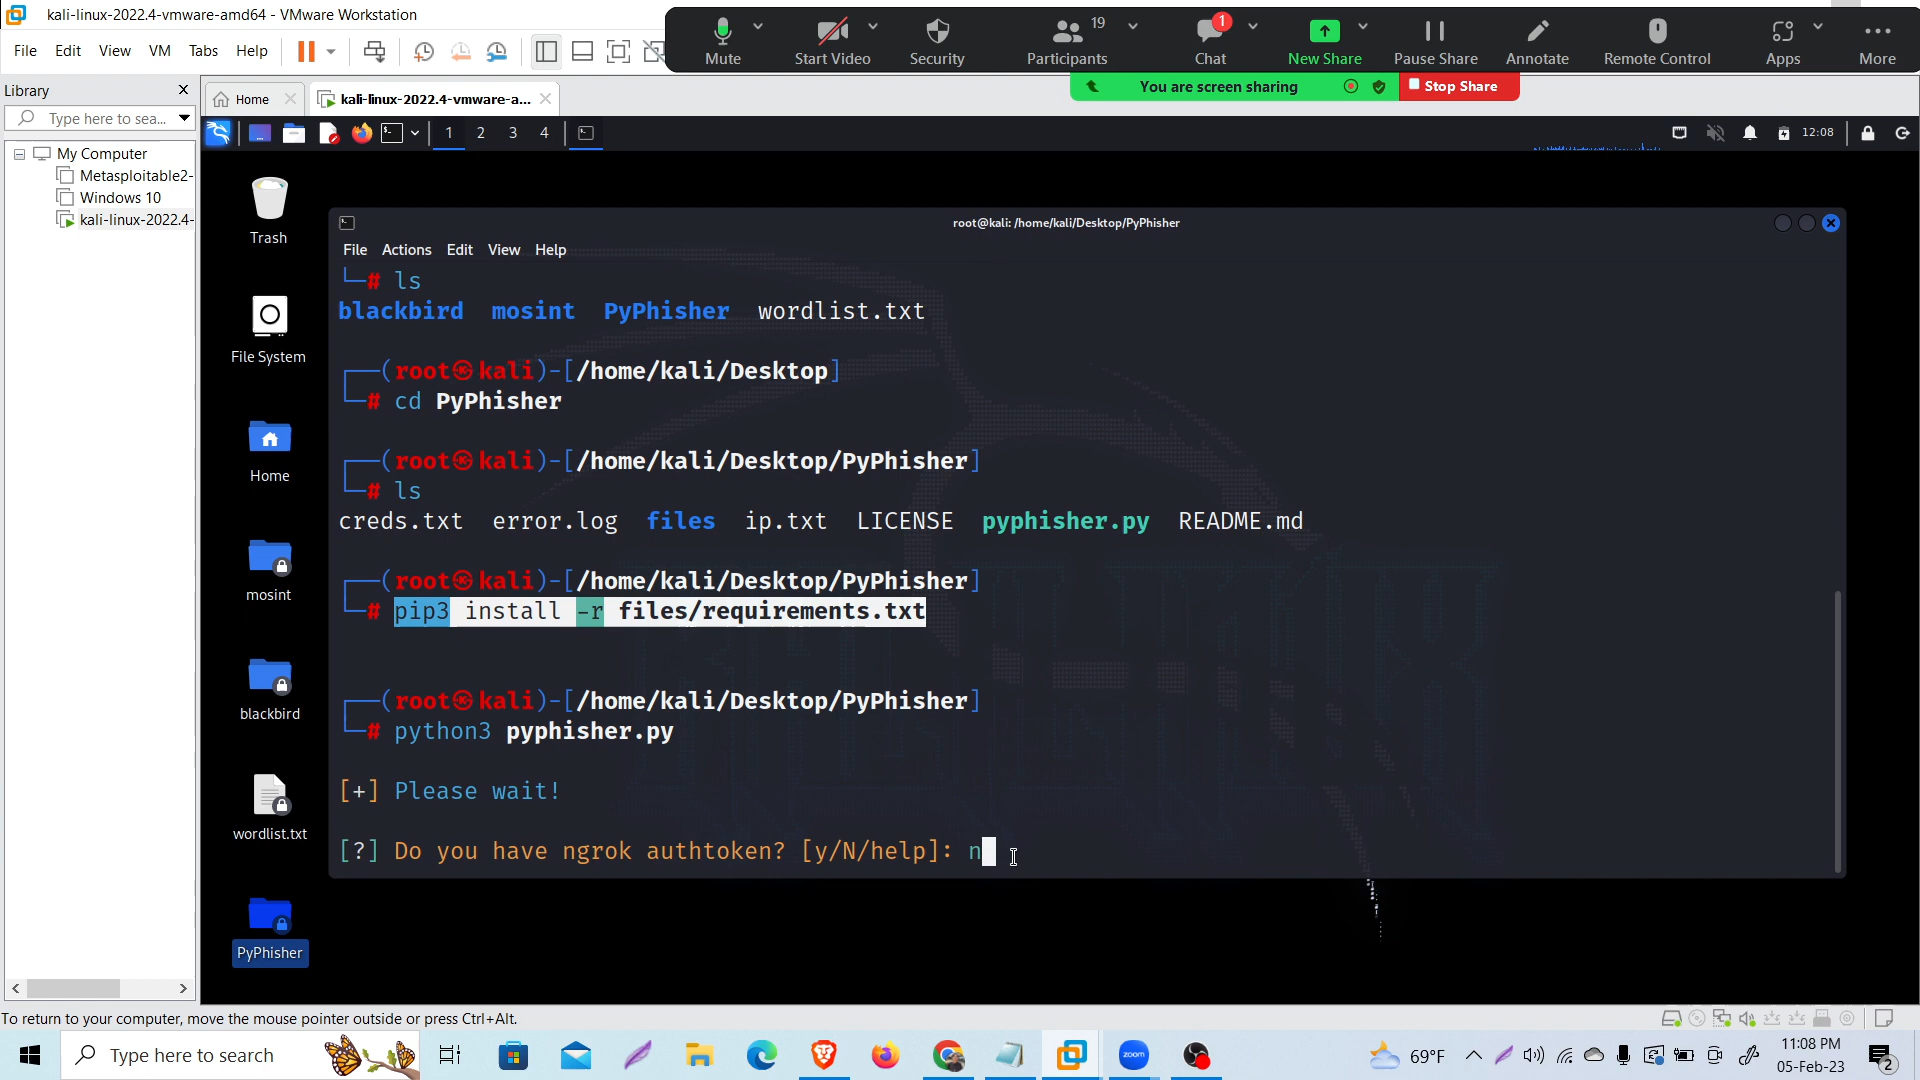 kali-linux-2022.4-vmware-amd64 - VMware Workstation
File Edit View VM Tabs Help
Mute
Start Video
Security
Participants 19
Chat 1
New Share
Pause Share
Annotate
Remote Control
Apps
More
You are screen sharing
Stop Share
Library
Type here to sea...
My Computer
Metasploitable2-
Windows 10
kali-linux-2022.4-
Home
kali-linux-2022.4-vmware-a...
1 2 3 4
12:08
Trash
File System
Home
mosint
blackbird
wordlist.txt
PyPhisher
root@kali: /home/kali/Desktop/PyPhisher
File Actions Edit View Help
└─# ls
blackbird mosint PyPhisher wordlist.txt
┌──(root㉿kali)-[/home/kali/Desktop]
└─# cd PyPhisher
┌──(root㉿kali)-[/home/kali/Desktop/PyPhisher]
└─# ls
creds.txt error.log files ip.txt LICENSE pyphisher.py README.md
┌──(root㉿kali)-[/home/kali/Desktop/PyPhisher]
└─# pip3 install -r files/requirements.txt
┌──(root㉿kali)-[/home/kali/Desktop/PyPhisher]
└─# python3 pyphisher.py
[+] Please wait!
[?] Do you have ngrok authtoken? [y/N/help]: n
To return to your computer, move the mouse pointer outside or press Ctrl+Alt.
Type here to search
zoom
69°F
11:08 PM
05-Feb-23
2